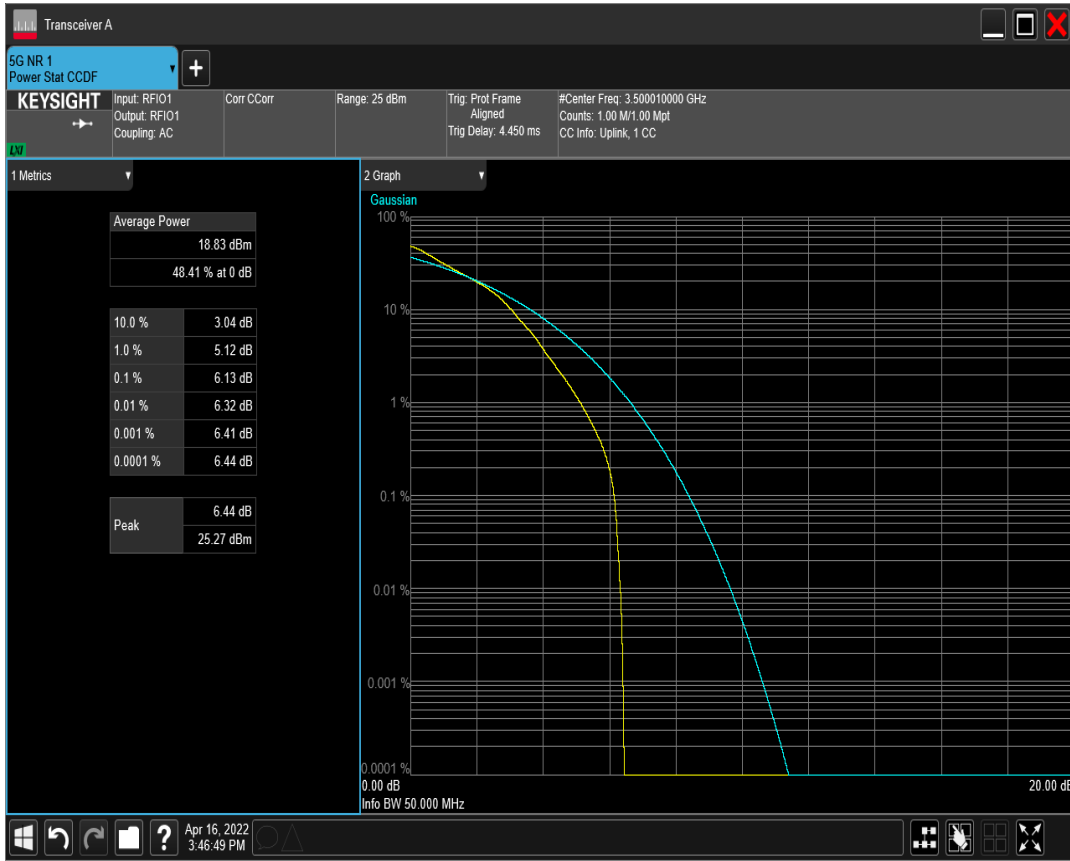 Transceiver A
5G NR 1
Power Stat CCDF
+
KEYSIGHT
LXI
Input: RFIO1
Output: RFIO1
Coupling: AC
Corr CCorr
Range: 25 dBm
Trig: Prot Frame
Aligned
Trig Delay: 4.450 ms
#Center Freq: 3.500010000 GHz
Counts: 1.00 M/1.00 Mpt
CC Info: Uplink, 1 CC
1 Metrics
Average Power
18.83 dBm
48.41 % at 0 dB
10.0 % 3.04 dB
1.0 % 5.12 dB
0.1 % 6.13 dB
0.01 % 6.32 dB
0.001 % 6.41 dB
0.0001 % 6.44 dB
Peak
6.44 dB
25.27 dBm
2 Graph
Gaussian
100 %
10 %
1 %
0.1 %
0.01 %
0.001 %
0.0001 %
0.00 dB 20.00 dB
Info BW 50.000 MHz
?
Apr 16, 2022
3:46:49 PM